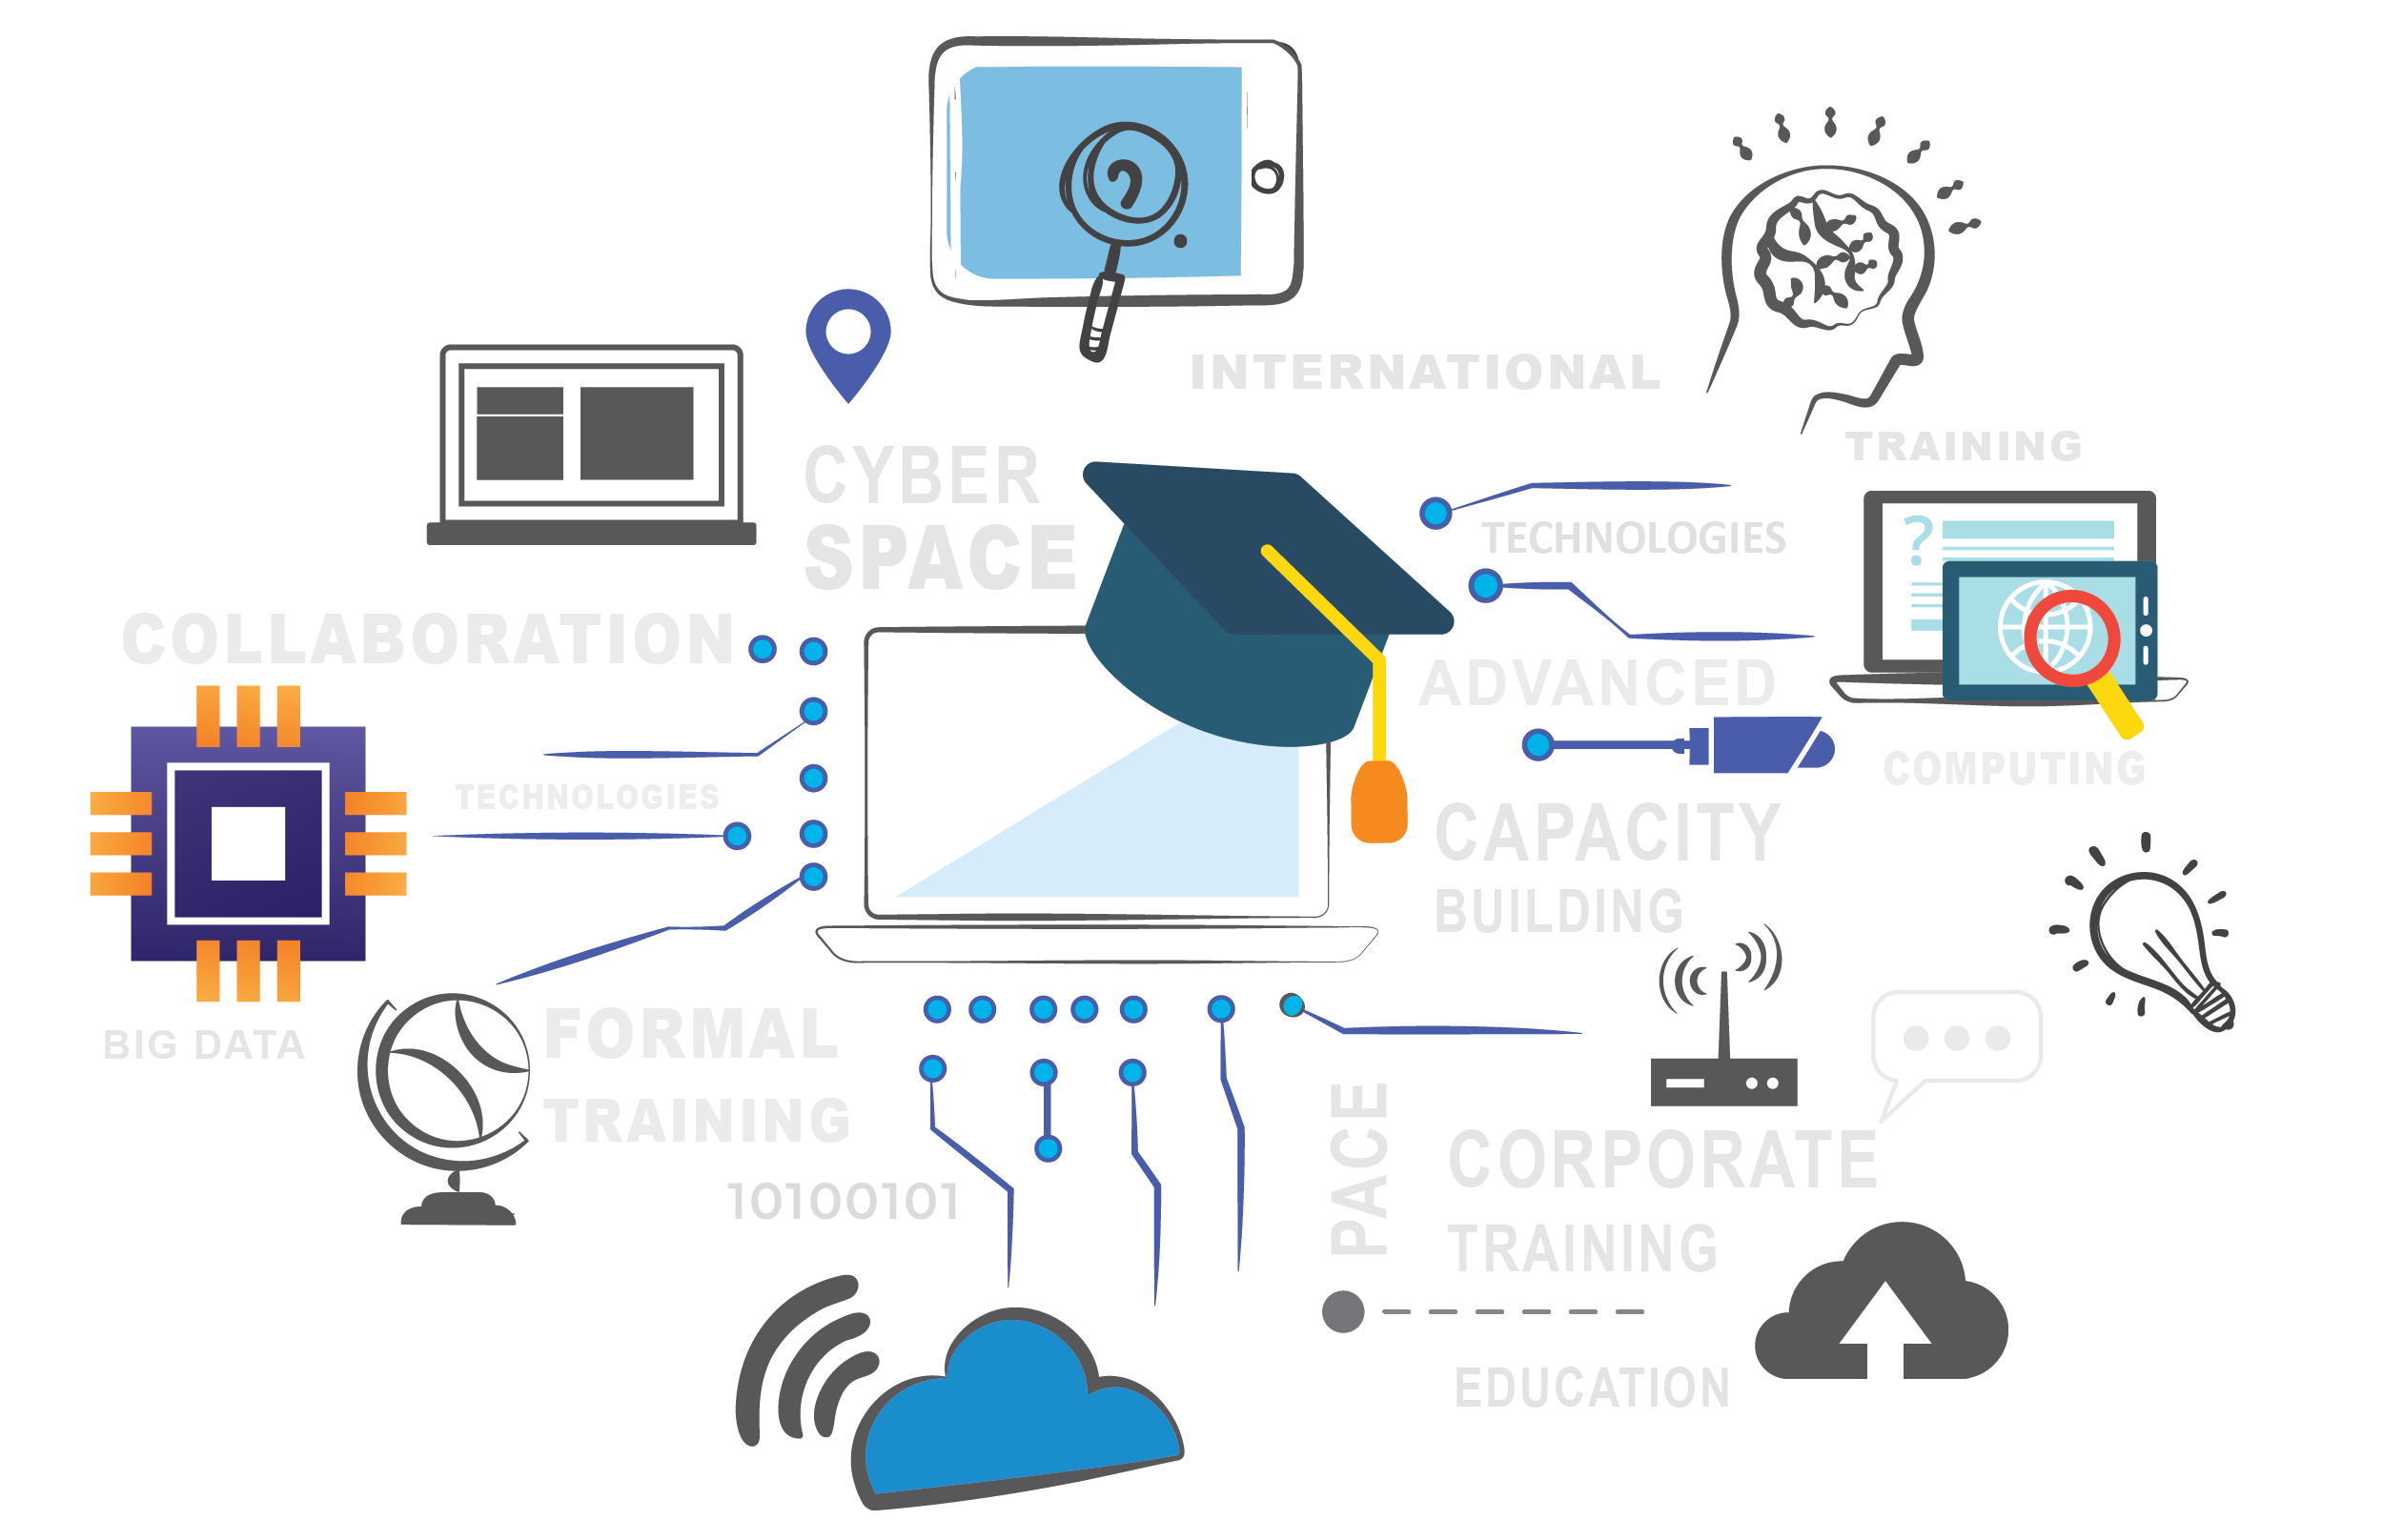 INTERNATIONAL
TRAINING
CYBER
SPACE
TECHNOLOGIES
?
COLLABORATION
ADVANCED
COMPUTING
TECHNOLOGIES
CAPACITY
BUILDING
BIG DATA
FORMAL
TRAINING
PACE
CORPORATE
TRAINING
10100101
EDUCATION